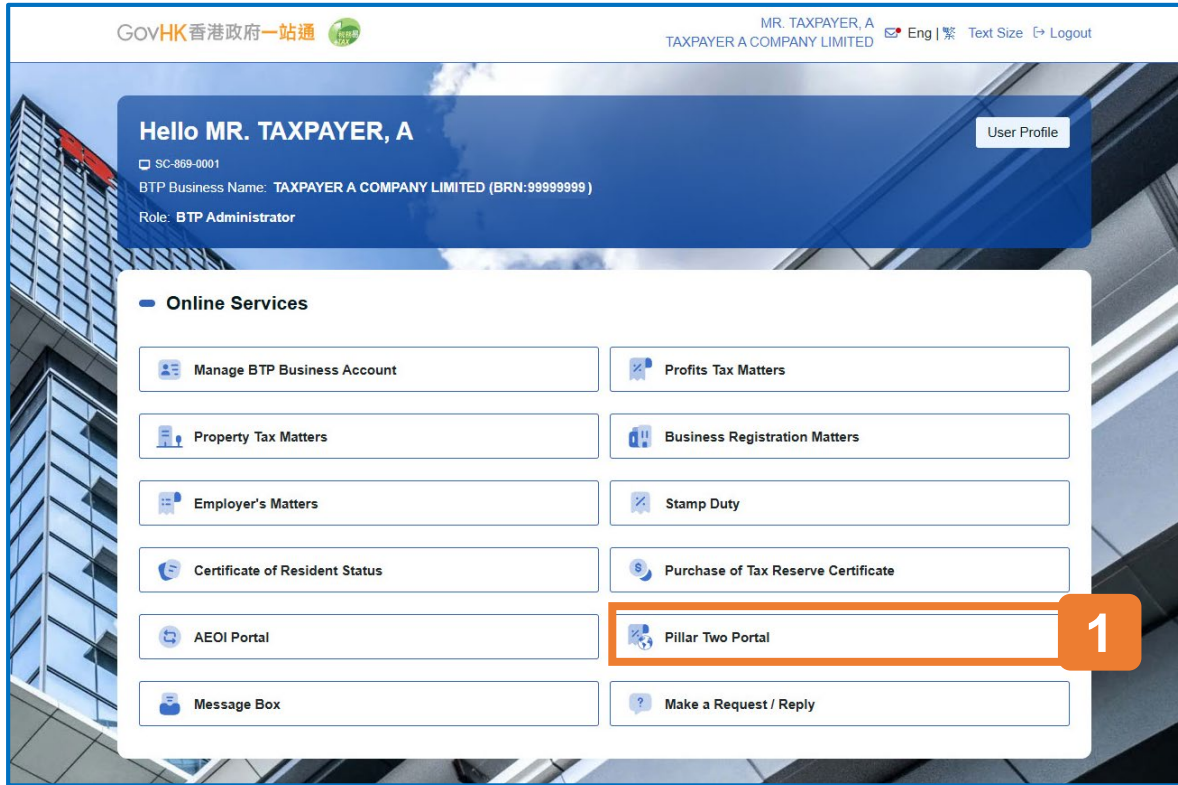 GovHK香港政府一站通
稅務易
eTAX
MR. TAXPAYER, A
TAXPAYER A COMPANY LIMITED
Eng | 繁 Text Size Logout
Hello MR. TAXPAYER, A
User Profile
SC-869-0001
BTP Business Name: TAXPAYER A COMPANY LIMITED (BRN:99999999 )
Role: BTP Administrator
Online Services
Manage BTP Business Account
Profits Tax Matters
Property Tax Matters
Business Registration Matters
Employer's Matters
Stamp Duty
Certificate of Resident Status
Purchase of Tax Reserve Certificate
AEOI Portal
Pillar Two Portal
1
Message Box
Make a Request / Reply